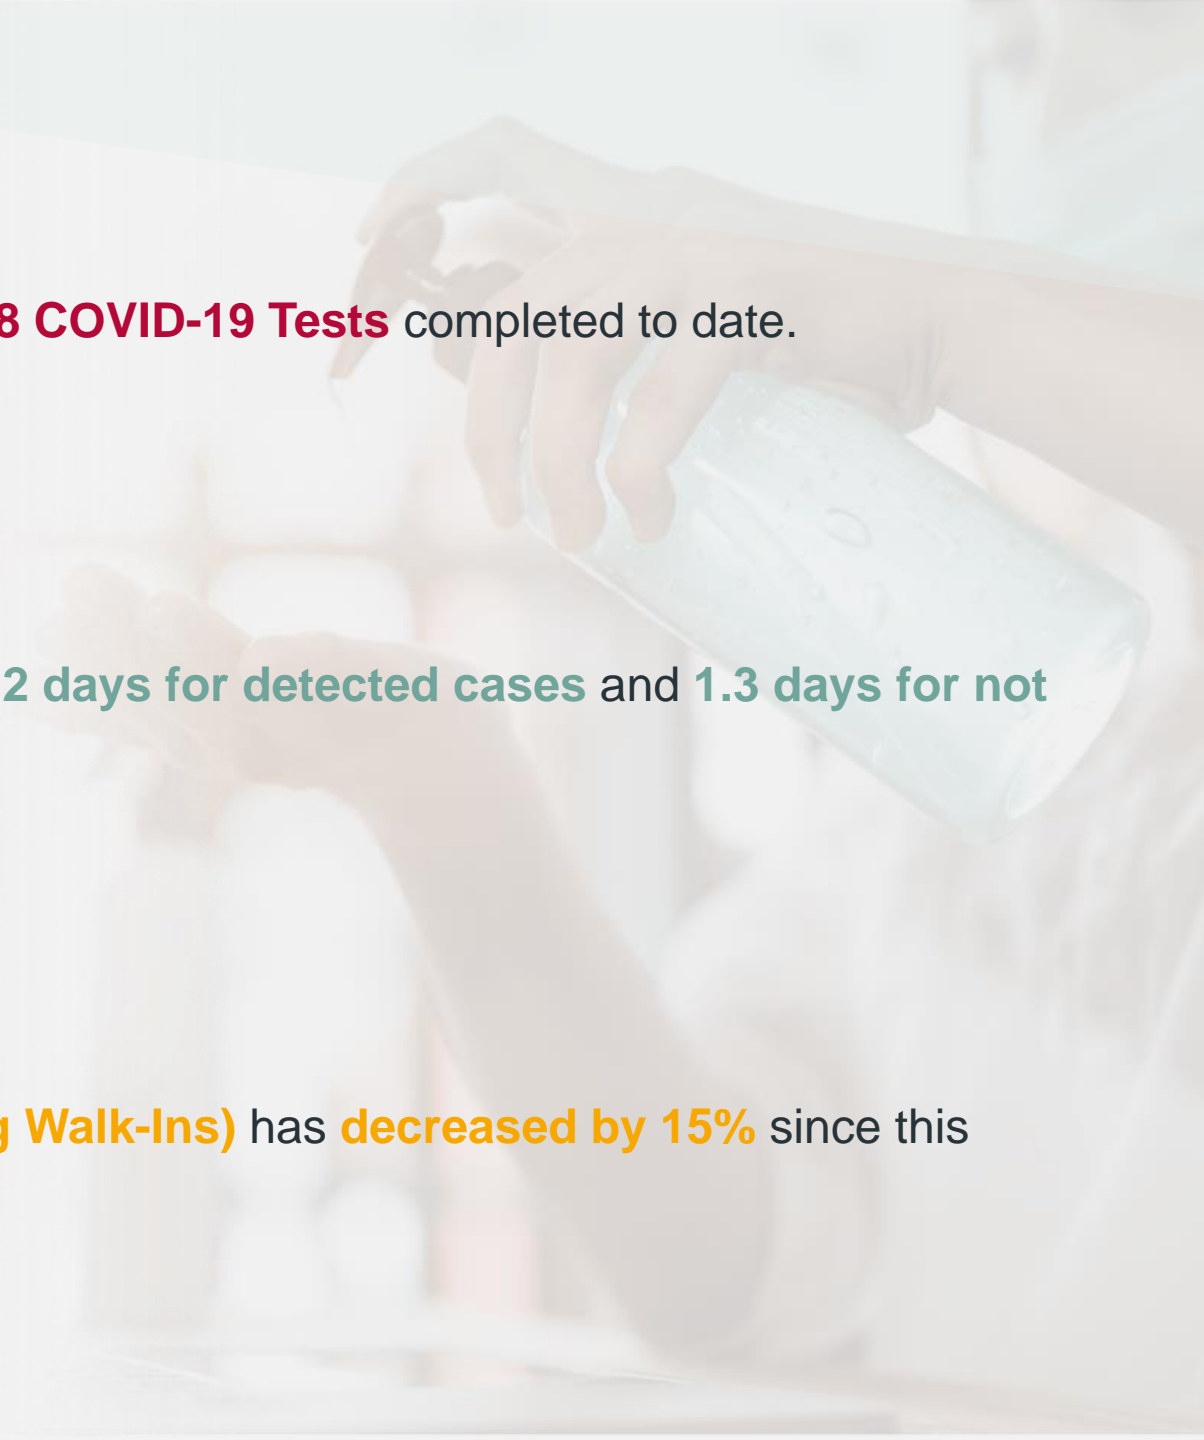 8 COVID-19 Tests completed to date.
2 days for detected cases and 1.3 days for not
Walk-Ins) has decreased by 15% since this